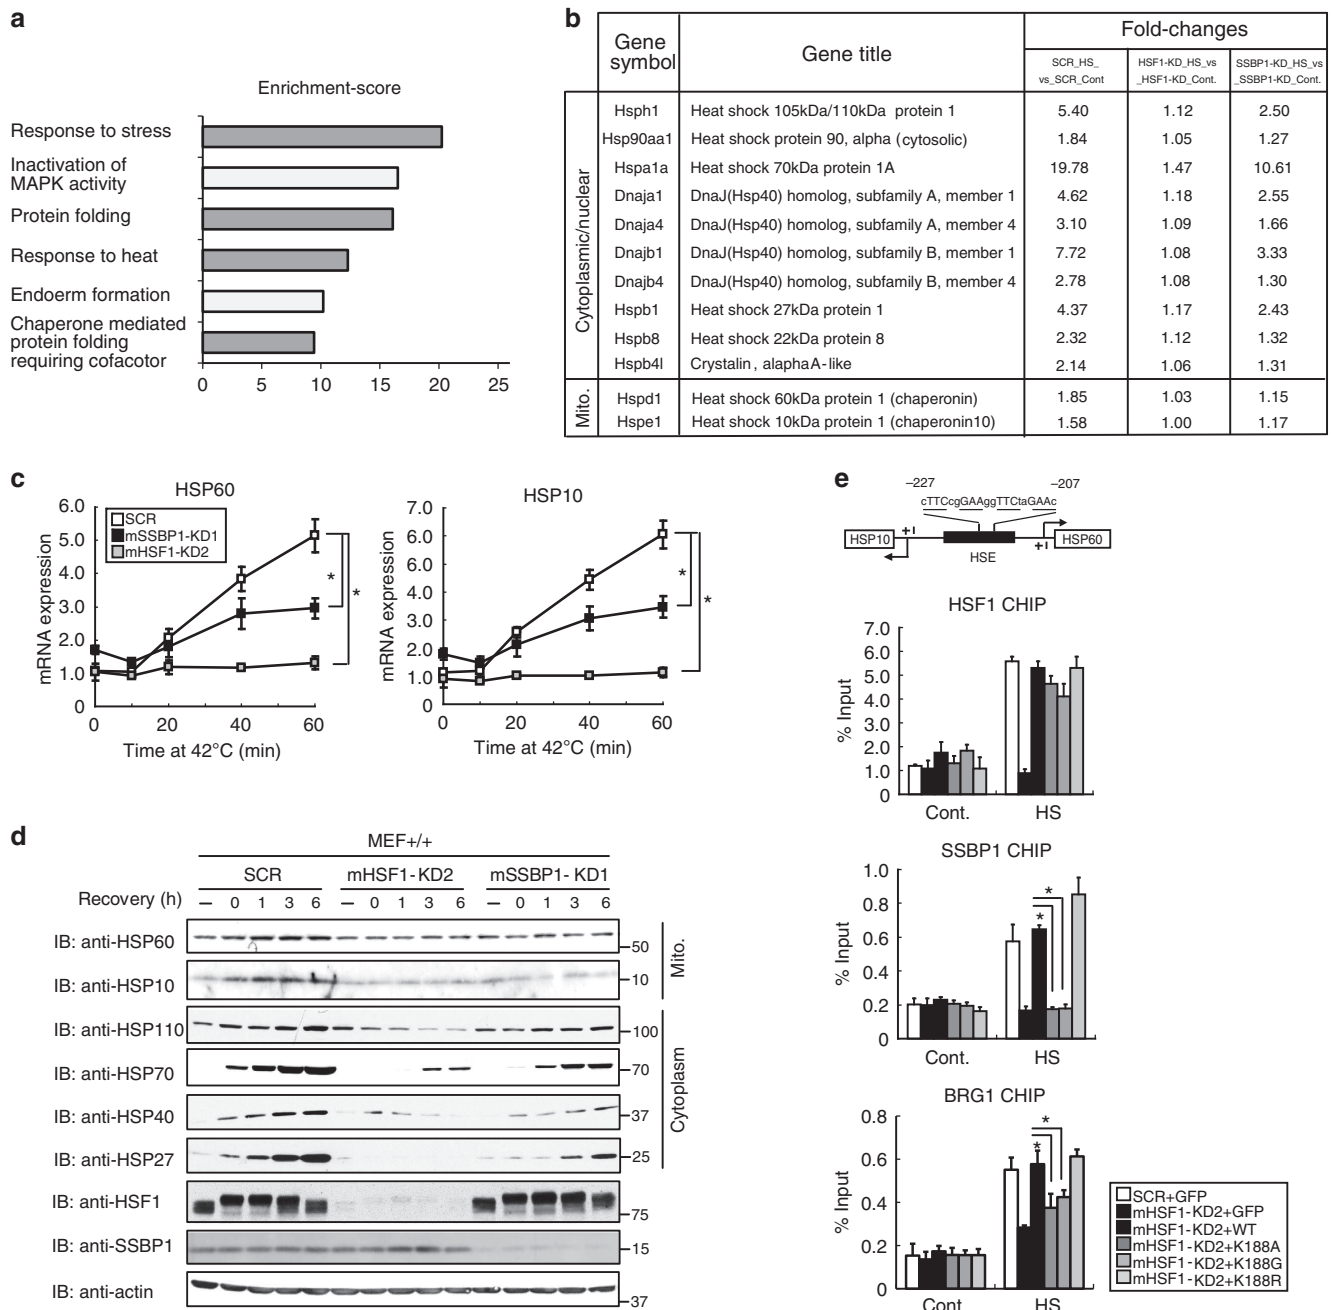 a
Enrichment-score
Response to stress
Inactivation of
MAPK activity
Protein folding
Response to heat
Endoerm formation
Chaperone mediated
protein folding
requiring cofacotor
0 5 10 15 20 25
b
Gene symbol | Gene title | Fold-changes
SCR_HS_ vs_SCR_Cont | HSF1-KD_HS_vs _HSF1-KD_Cont. | SSBP1-KD_HS_vs _SSBP1-KD_Cont.
Cytoplasmic/nuclear
Hsph1 Heat shock 105kDa/110kDa protein 1 5.40 1.12 2.50
Hsp90aa1 Heat shock protein 90, alpha (cytosolic) 1.84 1.05 1.27
Hspa1a Heat shock 70kDa protein 1A 19.78 1.47 10.61
Dnaja1 DnaJ(Hsp40) homolog, subfamily A, member 1 4.62 1.18 2.55
Dnaja4 DnaJ(Hsp40) homolog, subfamily A, member 4 3.10 1.09 1.66
Dnajb1 DnaJ(Hsp40) homolog, subfamily B, member 1 7.72 1.08 3.33
Dnajb4 DnaJ(Hsp40) homolog, subfamily B, member 4 2.78 1.08 1.30
Hspb1 Heat shock 27kDa protein 1 4.37 1.17 2.43
Hspb8 Heat shock 22kDa protein 8 2.32 1.12 1.32
Hspb4l Crystalin, alaphaA-like 2.14 1.06 1.31
Mito.
Hspd1 Heat shock 60kDa protein 1 (chaperonin) 1.85 1.03 1.15
Hspe1 Heat shock 10kDa protein 1 (chaperonin10) 1.58 1.00 1.17
c
HSP60
mRNA expression
6.0
5.0
4.0
3.0
2.0
1.0
0
SCR
mSSBP1-KD1
mHSF1-KD2
*
*
0 20 40 60
Time at 42°C (min)
HSP10
mRNA expression
7.0
6.0
5.0
4.0
3.0
2.0
1.0
0
*
*
0 20 40 60
Time at 42°C (min)
d
MEF+/+
SCR mHSF1-KD2 mSSBP1-KD1
Recovery (h) – 0 1 3 6 – 0 1 3 6 – 0 1 3 6
IB: anti-HSP60 50
IB: anti-HSP10 10
Mito.
IB: anti-HSP110 100
IB: anti-HSP70 70
IB: anti-HSP40 37
IB: anti-HSP27 25
Cytoplasm
IB: anti-HSF1 75
IB: anti-SSBP1 15
IB: anti-actin 37
e
–227 –207
cTTCcgGAAggTTCtaGAAc
HSP10 +1 HSE +1 HSP60
HSF1 CHIP
% Input
7.0
6.0
5.0
4.0
3.0
2.0
1.0
0
Cont. HS
SSBP1 CHIP
% Input
1.0
0.8
0.6
0.4
0.2
0
*
*
Cont. HS
BRG1 CHIP
% Input
0.8
0.6
0.4
0.2
0
*
*
Cont. HS
SCR+GFP
mHSF1-KD2+GFP
mHSF1-KD2+WT
mHSF1-KD2+K188A
mHSF1-KD2+K188G
mHSF1-KD2+K188R